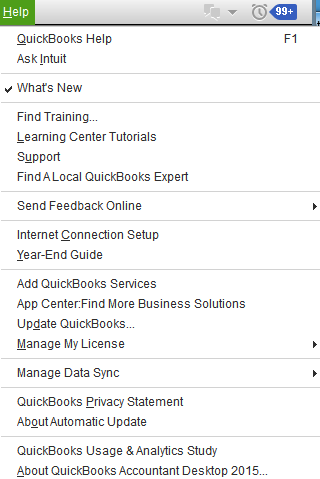 Help 99+
QuickBooks Help F1
Ask Intuit
What's New
Find Training...
Learning Center Tutorials
Support
Find A Local QuickBooks Expert
Send Feedback Online
Internet Connection Setup
Year-End Guide
Add QuickBooks Services
App Center:Find More Business Solutions
Update QuickBooks...
Manage My License
Manage Data Sync
QuickBooks Privacy Statement
About Automatic Update
QuickBooks Usage & Analytics Study
About QuickBooks Accountant Desktop 2015...